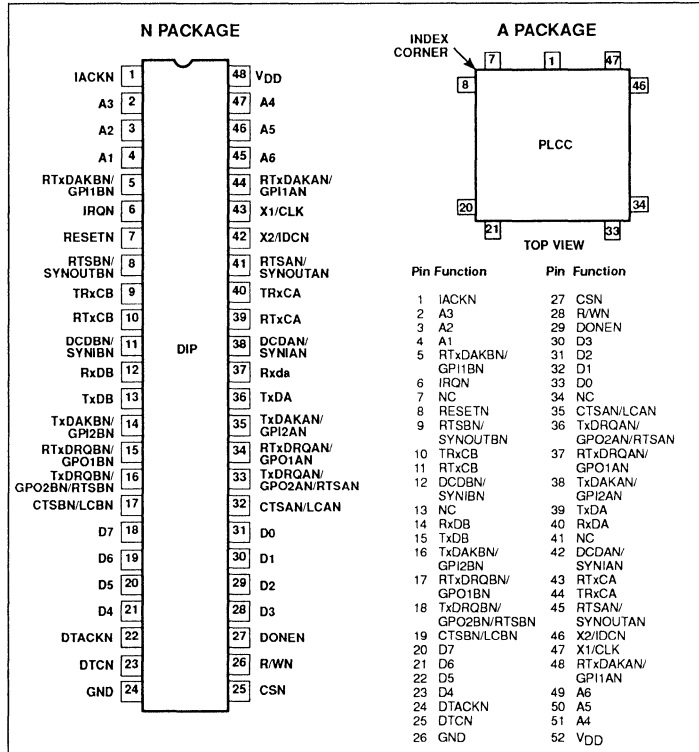 N PACKAGE
IACKN 1
A3 2
A2 3
A1 4
RTxDAKBN/
GPI1BN 5
IRQN 6
RESETN 7
RTSBN/
SYNOUTBN 8
TRxCB 9
RTxCB 10
DCDBN/
SYNIBN 11
RxDB 12
TxDB 13
TxDAKBN/
GPI2BN 14
RTxDRQBN/
GPO1BN 15
TxDRQBN/
GPO2BN/RTSBN 16
CTSBN/LCBN 17
D7 18
D6 19
D5 20
D4 21
DTACKN 22
DTCN 23
GND 24
DIP
48 VDD
47 A4
46 A5
45 A6
44 RTxDAKAN/
GPI1AN
43 X1/CLK
42 X2/IDCN
41 RTSAN/
SYNOUTAN
40 TRxCA
39 RTxCA
38 DCDAN/
SYNIAN
37 Rxda
36 TxDA
35 TxDAKAN/
GPI2AN
34 RTxDRQAN/
GPO1AN
33 TxDRQAN/
GPO2AN/RTSAN
32 CTSAN/LCAN
31 D0
30 D1
29 D2
28 D3
27 DONEN
26 R/WN
25 CSN
A PACKAGE
INDEX
CORNER
7 1 47
8 46
PLCC
20 34
21 33
TOP VIEW
Pin Function
1 IACKN
2 A3
3 A2
4 A1
5 RTxDAKBN/
GPI1BN
6 IRQN
7 NC
8 RESETN
9 RTSBN/
SYNOUTBN
10 TRxCB
11 RTxCB
12 DCDBN/
SYNIBN
13 NC
14 RxDB
15 TxDB
16 TxDAKBN/
GPI2BN
17 RTxDRQBN/
GPO1BN
18 TxDRQBN/
GPO2BN/RTSBN
19 CTSBN/LCBN
20 D7
21 D6
22 D5
23 D4
24 DTACKN
25 DTCN
26 GND
Pin Function
27 CSN
28 R/WN
29 DONEN
30 D3
31 D2
32 D1
33 D0
34 NC
35 CTSAN/LCAN
36 TxDRQAN/
GPO2AN/RTSAN
37 RTxDRQAN/
GPO1AN
38 TxDAKAN/
GPI2AN
39 TxDA
40 RxDA
41 NC
42 DCDAN/
SYNIAN
43 RTxCA
44 TRxCA
45 RTSAN/
SYNOUTAN
46 X2/IDCN
47 X1/CLK
48 RTxDAKAN/
GPI1AN
49 A6
50 A5
51 A4
52 VDD